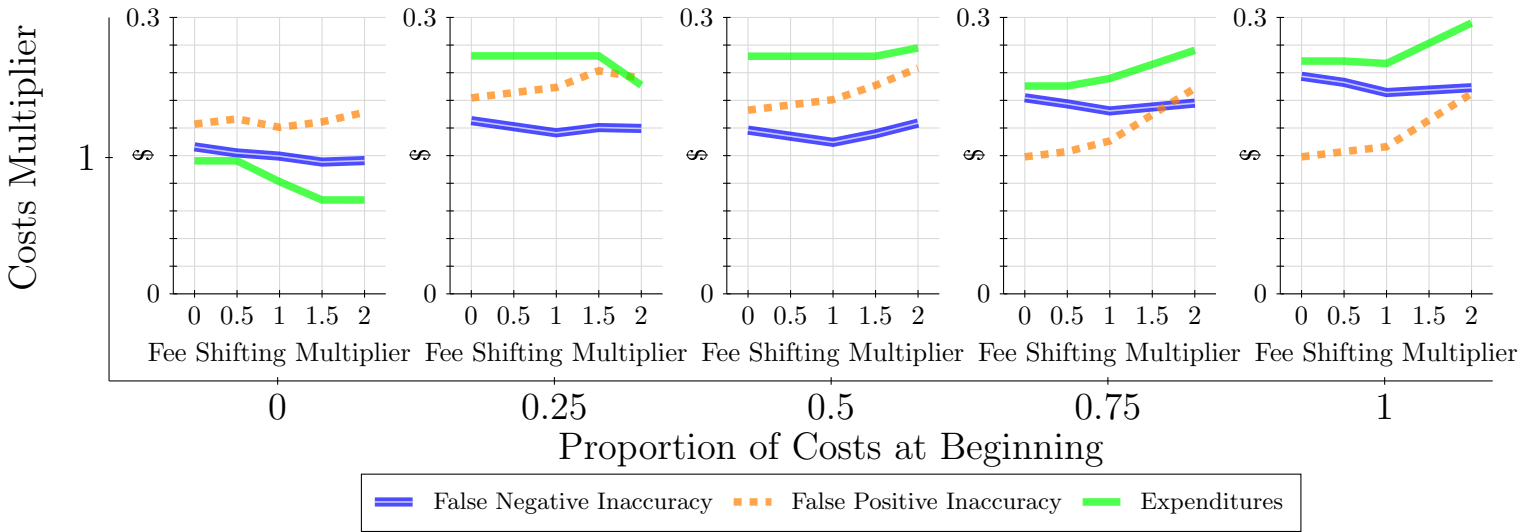 Costs Multiplier
1
0.3 0.3 0.3 0.3 0.3
$ $ $ $ $
0 0 0 0 0
0 0.5 1 1.5 2 0 0.5 1 1.5 2 0 0.5 1 1.5 2 0 0.5 1 1.5 2 0 0.5 1 1.5 2
Fee Shifting Multiplier Fee Shifting Multiplier Fee Shifting Multiplier Fee Shifting Multiplier Fee Shifting Multiplier
0 0.25 0.5 0.75 1
Proportion of Costs at Beginning
False Negative Inaccuracy False Positive Inaccuracy Expenditures